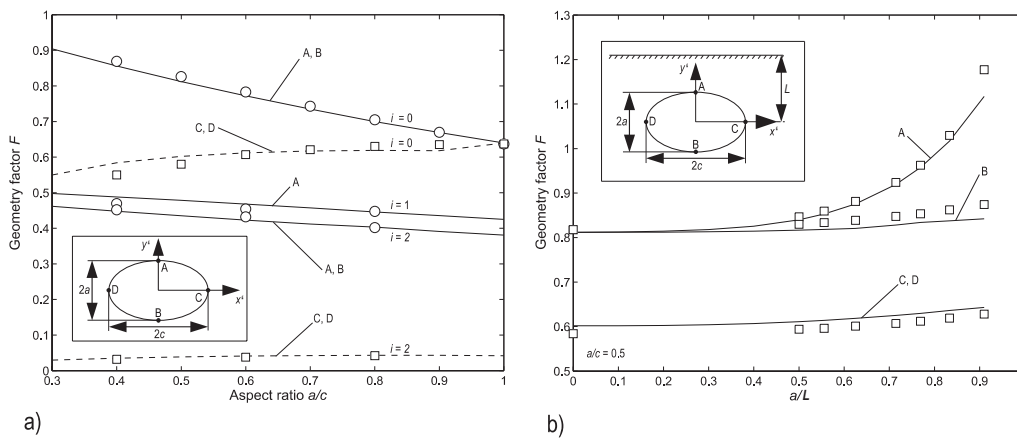 1
0.9
0.8
0.7
0.6
0.5
0.4
0.3
0.2
0.1
0
Geometry factor F
A, B
i = 0
C, D
i = 0
A
i = 1
i = 2
A, B
C, D
i = 2
y'
A
2a
D
C
x'
B
2c
0.3 0.4 0.5 0.6 0.7 0.8 0.9 1
Aspect ratio a/c
a)
1.3
1.2
1.1
1
0.9
0.8
0.7
0.6
0.5
Geometry factor F
y'
L
A
2a
D
C
x'
B
2c
A
B
C, D
a/c = 0.5
0 0.1 0.2 0.3 0.4 0.5 0.6 0.7 0.8 0.9
a/L
b)